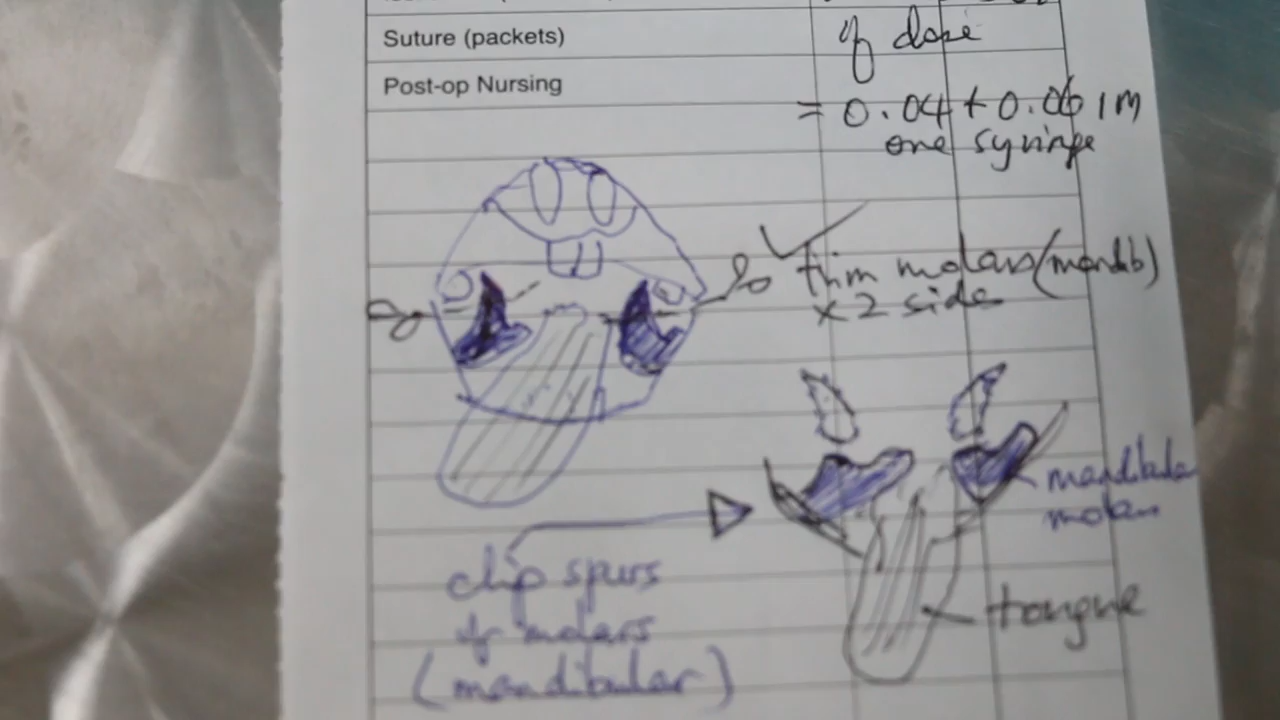 Suture (packets)
of dose
Post-op Nursing
= 0.04 + 0.06 IM
one syringe
trim molars (mandib)
x 2 side
mandibular
molars
clip spurs
of molars
(mandibular)
tongue